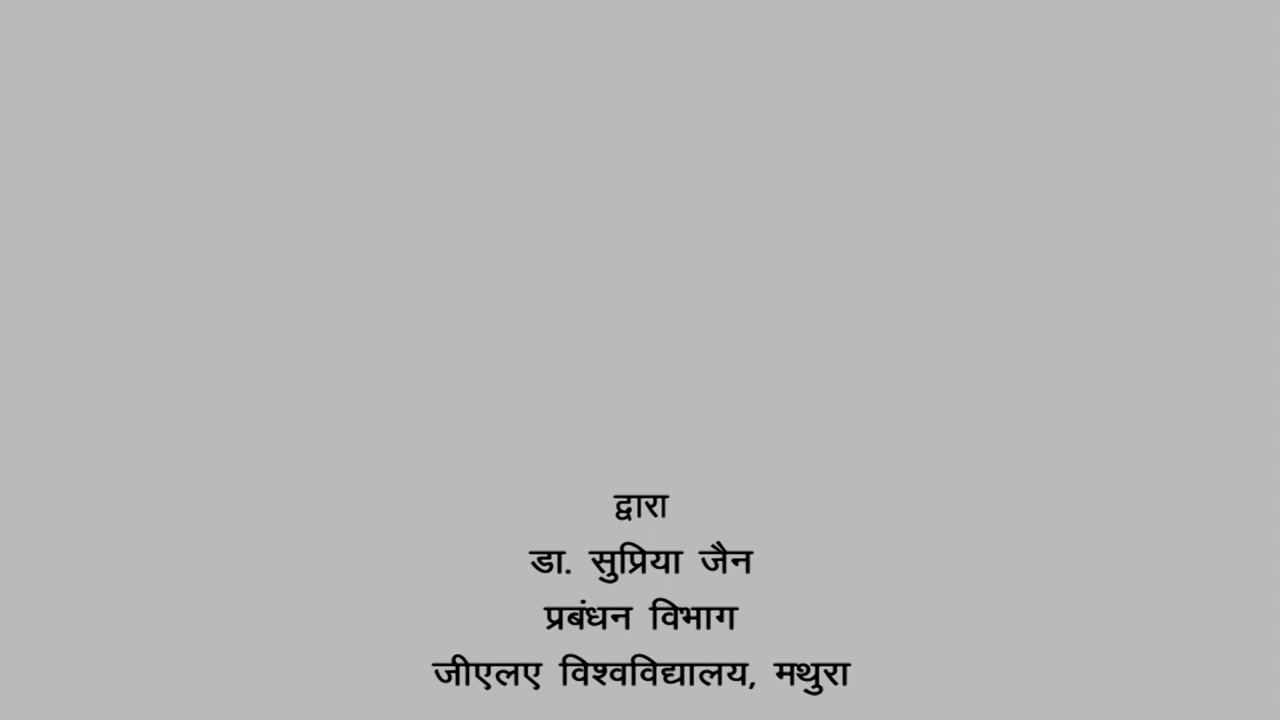 द्वारा
डा. सुप्रिया जैन
प्रबंधन विभाग
जीएलए विश्वविद्यालय, मथुरा